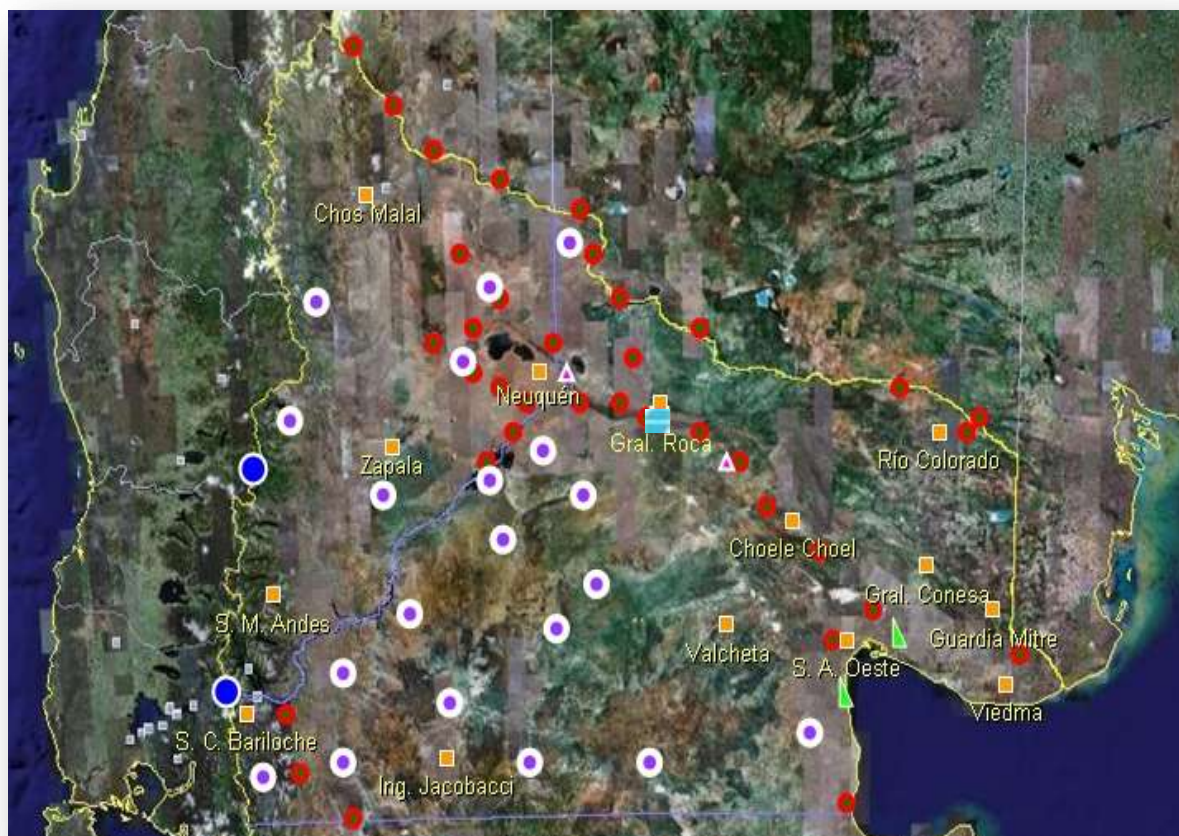 Chos Malal
Neuquén
Gral. Roca
Zapala
Río Colorado
Choele Choel
Gral. Conesa
S. M. Andes
Guardia Mitre
Valcheta
S. A. Oeste
Viedma
S. C. Bariloche
Ing. Jacobacci